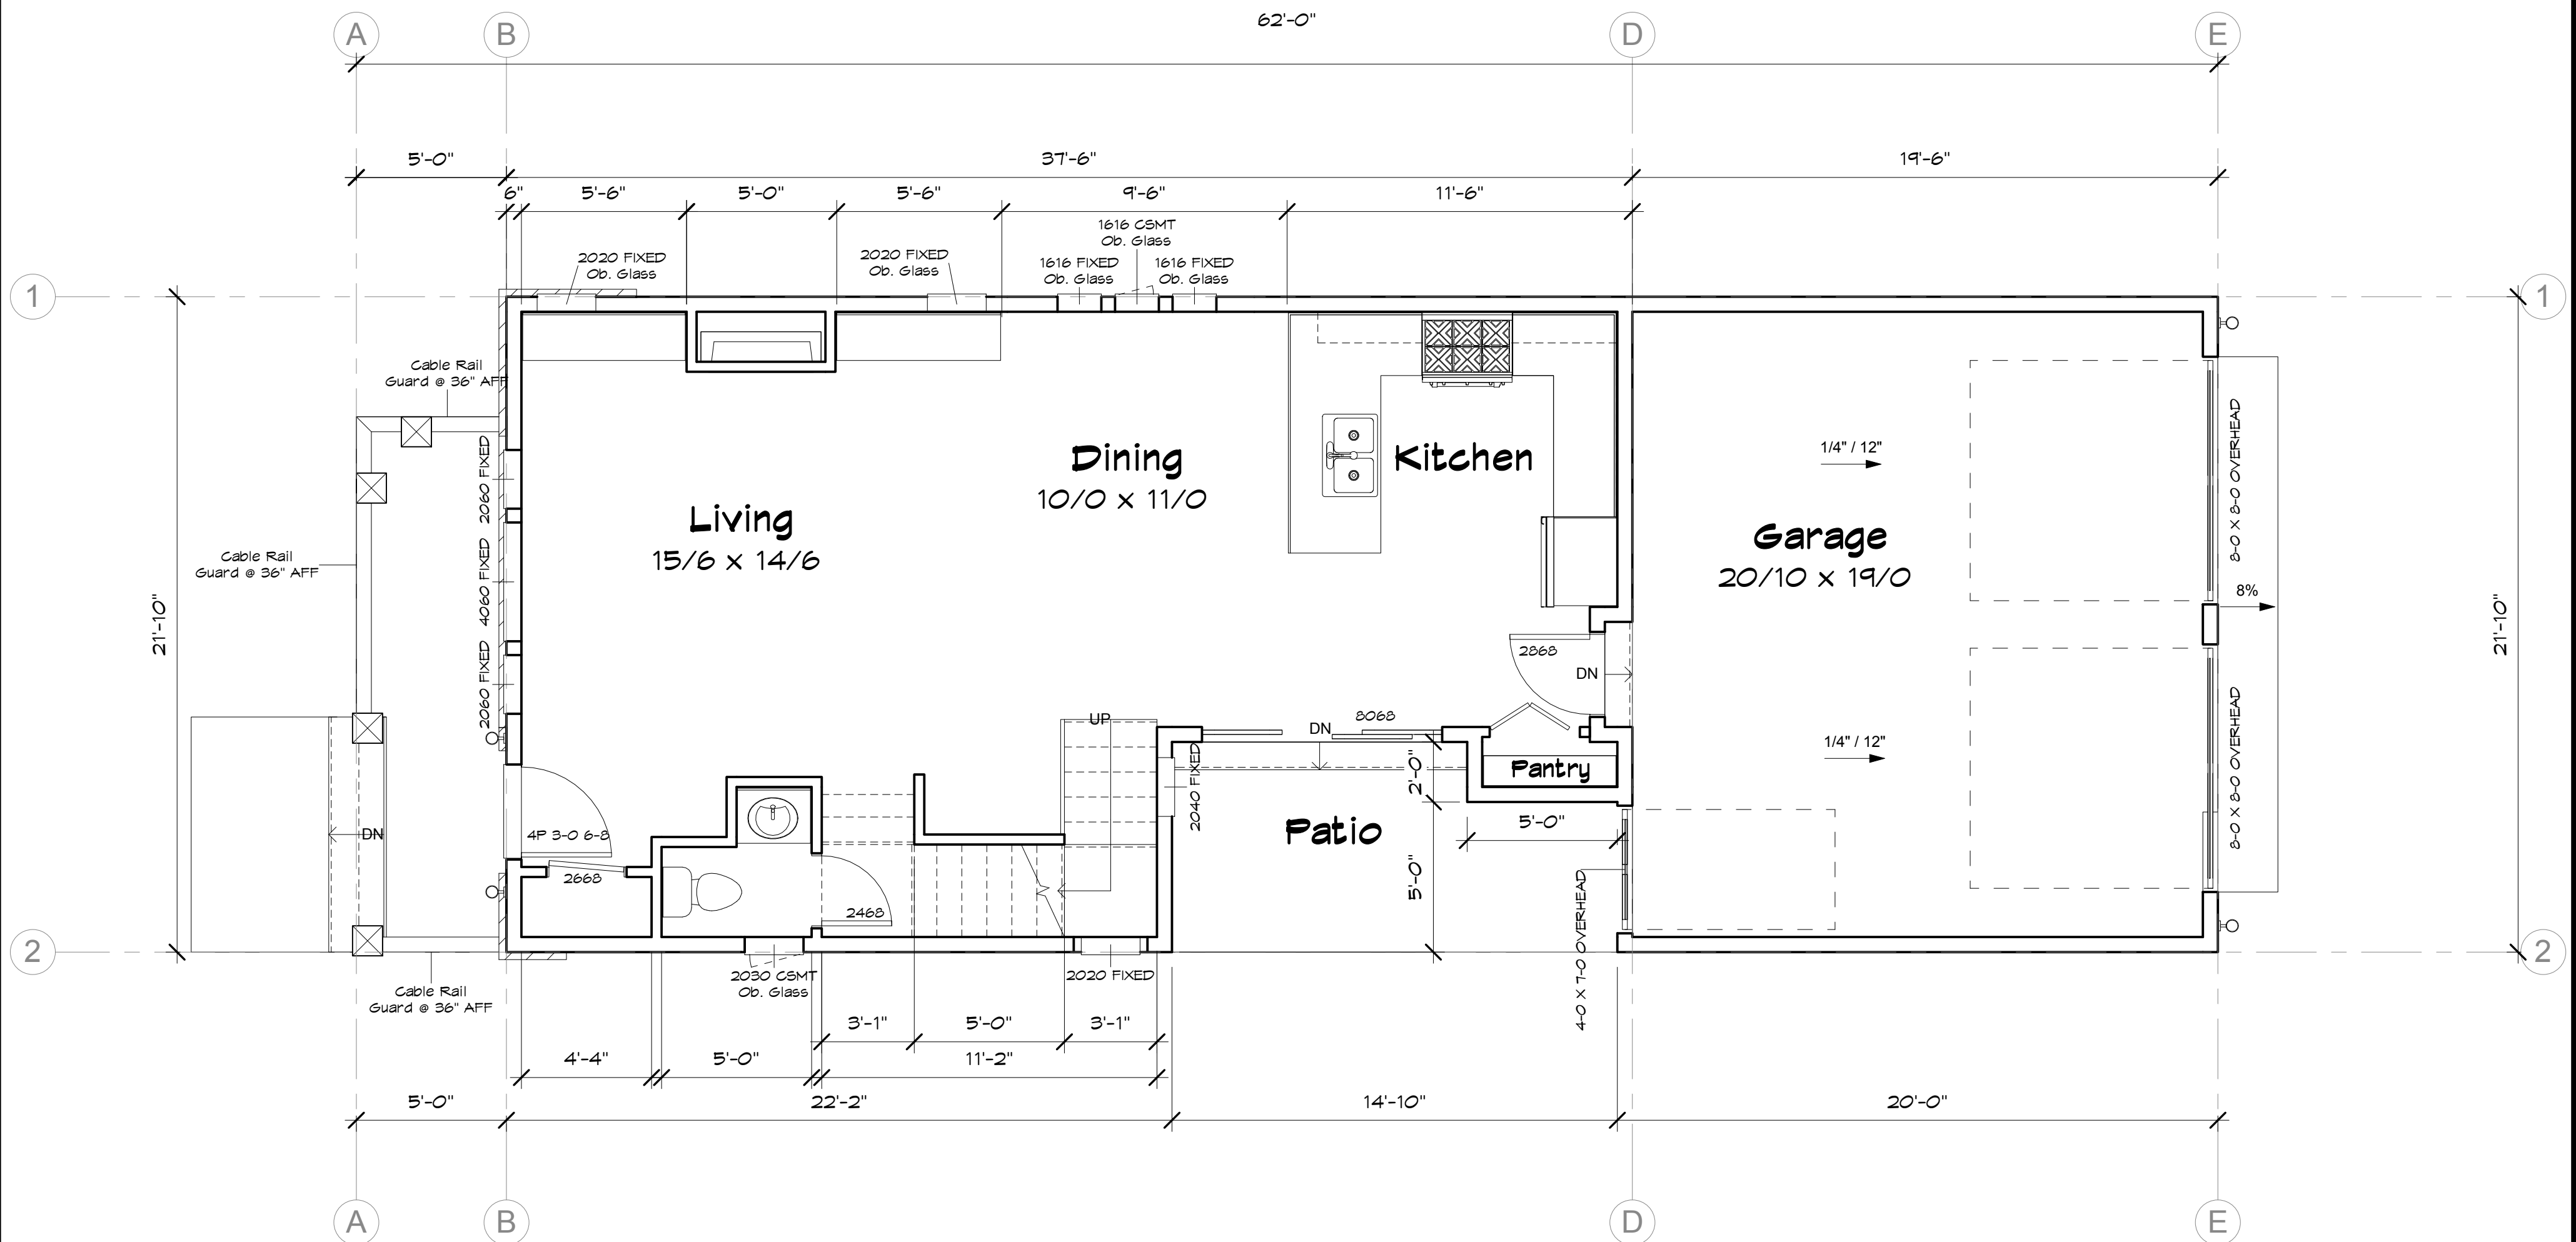 62'-0"
A
B
D
E
5'-0"
37'-6"
19'-6"
6"
5'-6"
5'-0"
5'-6"
9'-6"
11'-6"
1616 CSMT
Ob. Glass
2020 FIXED
Ob. Glass
2020 FIXED
Ob. Glass
1616 FIXED
Ob. Glass
1616 FIXED
Ob. Glass
1
1
Cable Rail
Guard @ 36" AFF
2060 FIXED
4060 FIXED
2060 FIXED
Cable Rail
Guard @ 36" AFF
21'-10"
Living
15/6 x 14/6
Dining
10/0 x 11/0
Kitchen
1/4" / 12"
Garage
20/10 x 19/0
8-0 X 8-0 OVERHEAD
8%
21'-10"
2868
DN
UP
DN
8068
1/4" / 12"
8-0 X 8-0 OVERHEAD
2040 FIXED
2'-0"
Pantry
Patio
5'-0"
5'-0"
DN
4P 3-0 6-8
2668
2468
4-0 X 7-0 OVERHEAD
2
2
2030 CSMT
Ob. Glass
2020 FIXED
Cable Rail
Guard @ 36" AFF
3'-1"
5'-0"
3'-1"
4'-4"
5'-0"
11'-2"
5'-0"
22'-2"
14'-10"
20'-0"
A
B
D
E